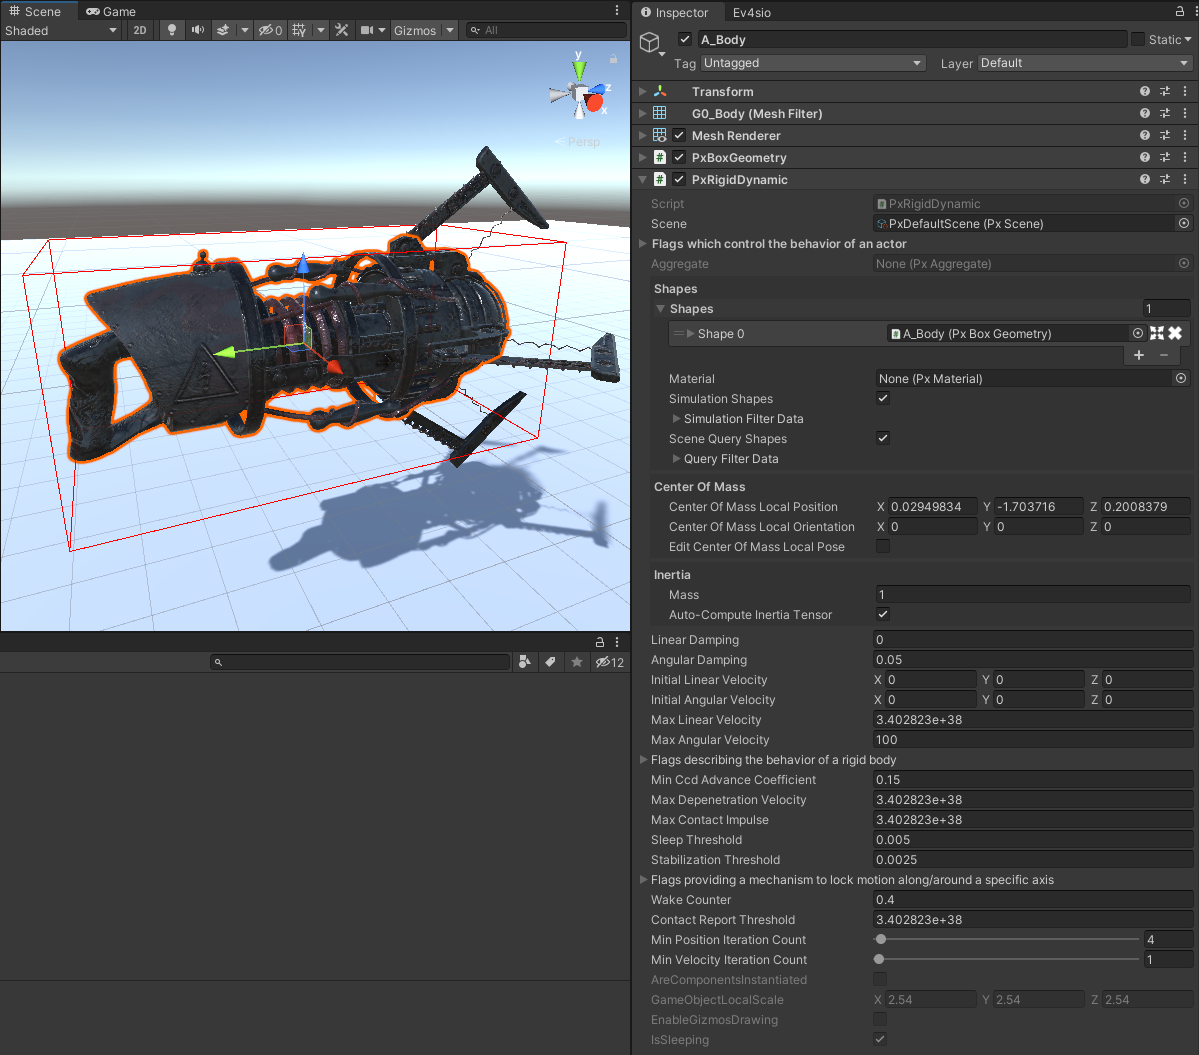 Scene Game
Shaded 2D 0 Gizmos All
y
z
x
Persp
12
Inspector Ev4sio
A_Body Static
Tag Untagged Layer Default
Transform
G0_Body (Mesh Filter)
Mesh Renderer
# PxBoxGeometry
# PxRigidDynamic
Script PxRigidDynamic
Scene PxDefaultScene (Px Scene)
Flags which control the behavior of an actor
Aggregate None (Px Aggregate)
Shapes
Shapes 1
Shape 0 A_Body (Px Box Geometry)
+ −
Material None (Px Material)
Simulation Shapes
Simulation Filter Data
Scene Query Shapes
Query Filter Data
Center Of Mass
Center Of Mass Local Position X 0.02949834 Y -1.703716 Z 0.2008379
Center Of Mass Local Orientation X 0 Y 0 Z 0
Edit Center Of Mass Local Pose
Inertia
Mass 1
Auto-Compute Inertia Tensor
Linear Damping 0
Angular Damping 0.05
Initial Linear Velocity X 0 Y 0 Z 0
Initial Angular Velocity X 0 Y 0 Z 0
Max Linear Velocity 3.402823e+38
Max Angular Velocity 100
Flags describing the behavior of a rigid body
Min Ccd Advance Coefficient 0.15
Max Depenetration Velocity 3.402823e+38
Max Contact Impulse 3.402823e+38
Sleep Threshold 0.005
Stabilization Threshold 0.0025
Flags providing a mechanism to lock motion along/around a specific axis
Wake Counter 0.4
Contact Report Threshold 3.402823e+38
Min Position Iteration Count 4
Min Velocity Iteration Count 1
AreComponentsInstantiated
GameObjectLocalScale X 2.54 Y 2.54 Z 2.54
EnableGizmosDrawing
IsSleeping